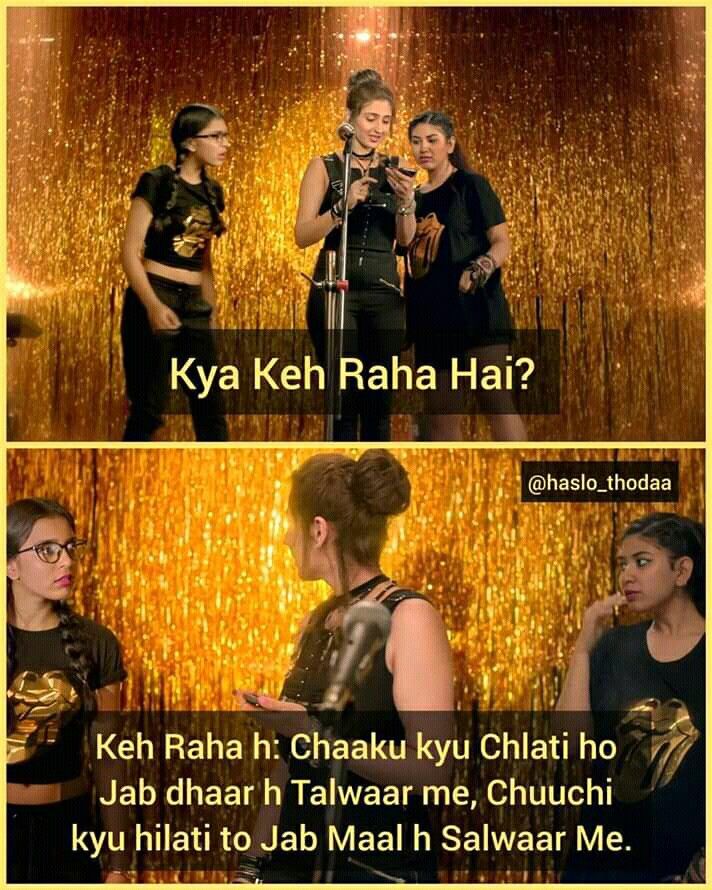 Kya Keh Raha Hai?
@haslo_thodaa
Keh Raha h: Chaaku kyu Chlati ho
Jab dhaar h Talwaar me, Chuuchi
kyu hilati to Jab Maal h Salwaar Me.